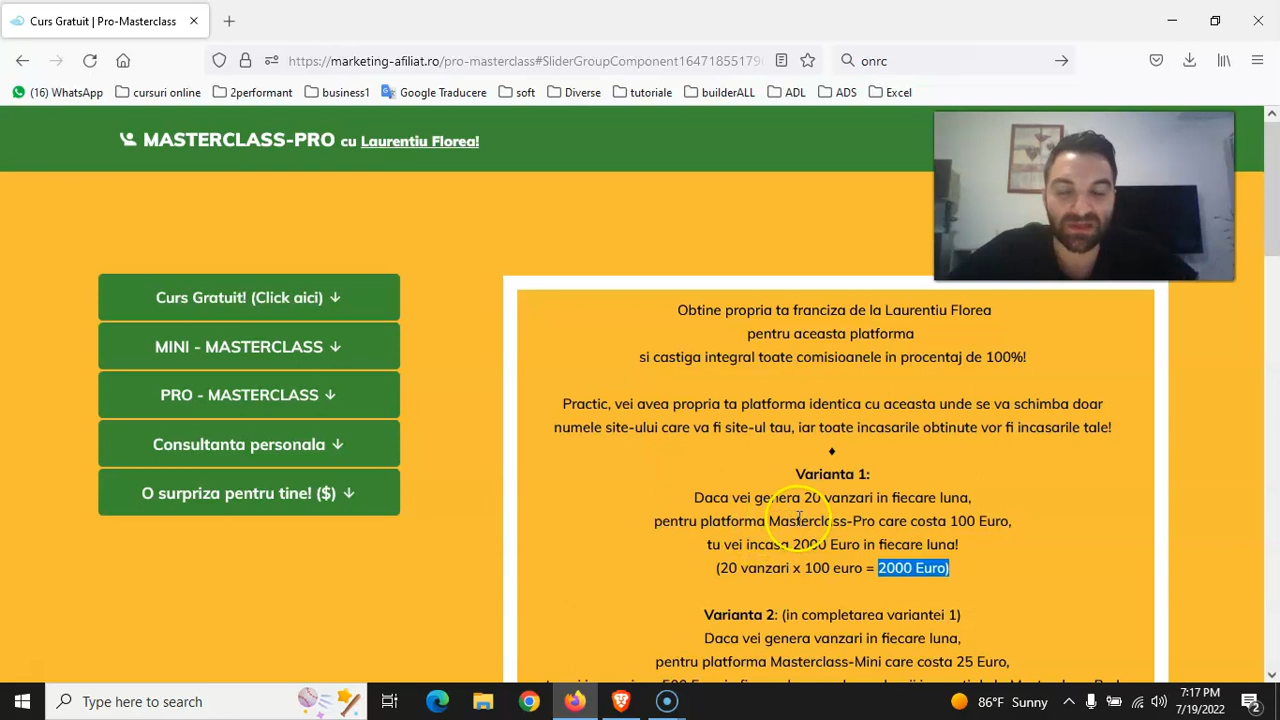 Curs Gratuit | Pro-Masterclass
https://marketing-afiliat.ro/pro-masterclass#SliderGroupComponent1647185517
onrc
(16) WhatsApp
cursuri online
2performant
business1
Google Traducere
soft
Diverse
tutoriale
builderALL
ADL
ADS
Excel
MASTERCLASS-PRO cu Laurentiu Florea!
Curs Gratuit! (Click aici) ↓
MINI - MASTERCLASS ↓
PRO - MASTERCLASS ↓
Consultanta personala ↓
O surpriza pentru tine! ($) ↓
Obtine propria ta franciza de la Laurentiu Florea
pentru aceasta platforma
si castiga integral toate comisioanele in procentaj de 100%!
Practic, vei avea propria ta platforma identica cu aceasta unde se va schimba doar
numele site-ului care va fi site-ul tau, iar toate incasarile obtinute vor fi incasarile tale!
♦
Varianta 1:
Daca vei genera 20 vanzari in fiecare luna,
pentru platforma Masterclass-Pro care costa 100 Euro,
tu vei incasa 2000 Euro in fiecare luna!
(20 vanzari x 100 euro = 2000 Euro)
Varianta 2: (in completarea variantei 1)
Daca vei genera vanzari in fiecare luna,
pentru platforma Masterclass-Mini care costa 25 Euro,
Type here to search
86°F Sunny
7:17 PM
7/19/2022
2